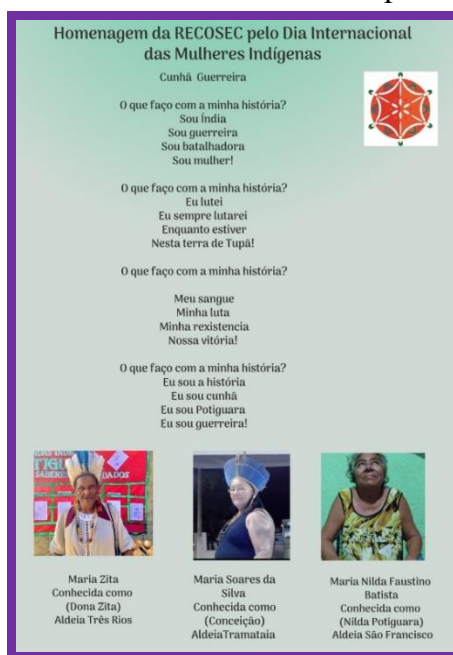 Homenagem da RECOSEC pelo Dia Internacional
das Mulheres Indígenas
Cunhã Guerreira
O que faço com a minha história?
Sou Índia
Sou guerreira
Sou batalhadora
Sou mulher!
O que faço com a minha história?
Eu lutei
Eu sempre lutarei
Enquanto estiver
Nesta terra de Tupã!
O que faço com a minha história?
Meu sangue
Minha luta
Minha rexistencia
Nossa vitória!
O que faço com a minha história?
Eu sou a história
Eu sou cunhã
Eu sou Potiguara
Eu sou guerreira!
Maria Zita
Conhecida como
(Dona Zita)
Aldeia Três Rios
Maria Soares da
Silva
Conhecida como
(Conceição)
AldeiaTramataia
Maria Nilda Faustino
Batista
Conhecida como
(Nilda Potiguara)
Aldeia São Francisco